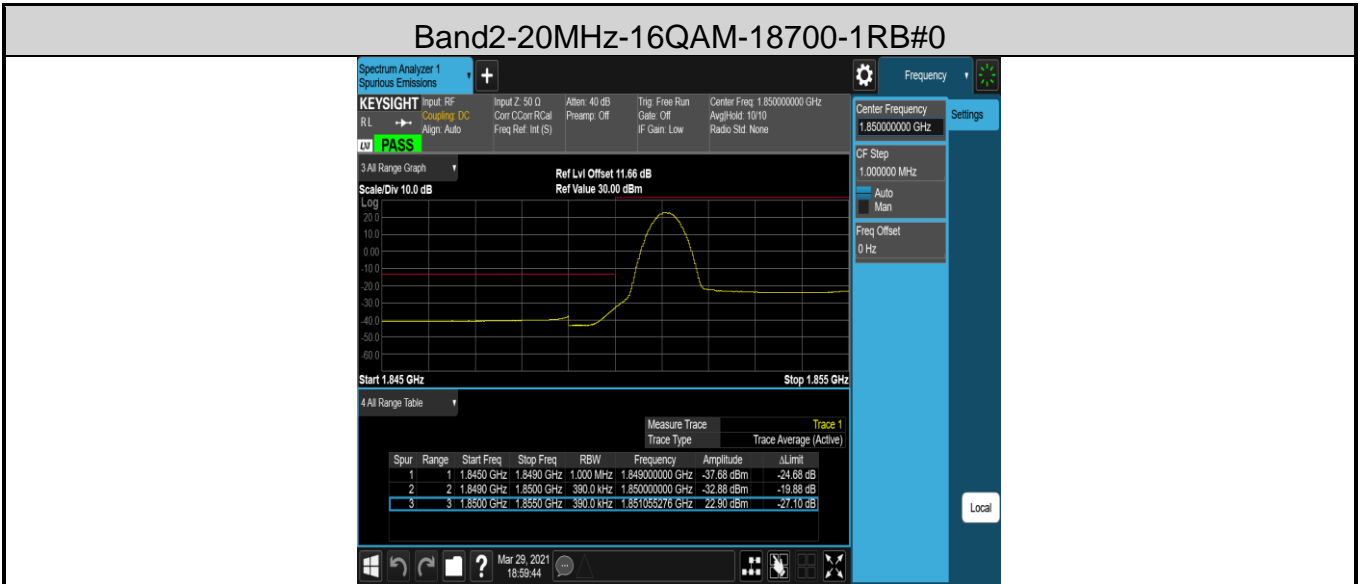 Band2-20MHz-16QAM-18700-1RB#0
Spectrum Analyzer 1
Spurious Emissions
+
Frequency
KEYSIGHT Input: RF Input Z: 50 Ω Atten: 40 dB Trig: Free Run Center Freq: 1.850000000 GHz
RL Coupling: DC Corr CCorr RCal Preamp: Off Gate: Off Avg|Hold: 10/10
Align: Auto Freq Ref: Int (S) IF Gain: Low Radio Std: None
LXI PASS
Center Frequency
1.850000000 GHz
Settings
CF Step
1.000000 MHz
Auto
Man
Freq Offset
0 Hz
3 All Range Graph
Ref Lvl Offset 11.66 dB
Scale/Div 10.0 dB Ref Value 30.00 dBm
Log
20.0
10.0
0.00
-10.0
-20.0
-30.0
-40.0
-50.0
-60.0
Start 1.845 GHz Stop 1.855 GHz
4 All Range Table
Measure Trace Trace 1
Trace Type Trace Average (Active)
Spur Range Start Freq Stop Freq RBW Frequency Amplitude ΔLimit
1 1 1.8450 GHz 1.8490 GHz 1.000 MHz 1.849000000 GHz -37.68 dBm -24.68 dB
2 2 1.8490 GHz 1.8500 GHz 390.0 kHz 1.850000000 GHz -32.88 dBm -19.88 dB
3 3 1.8500 GHz 1.8550 GHz 390.0 kHz 1.851055276 GHz 22.90 dBm -27.10 dB
Local
? Mar 29, 2021
18:59:44